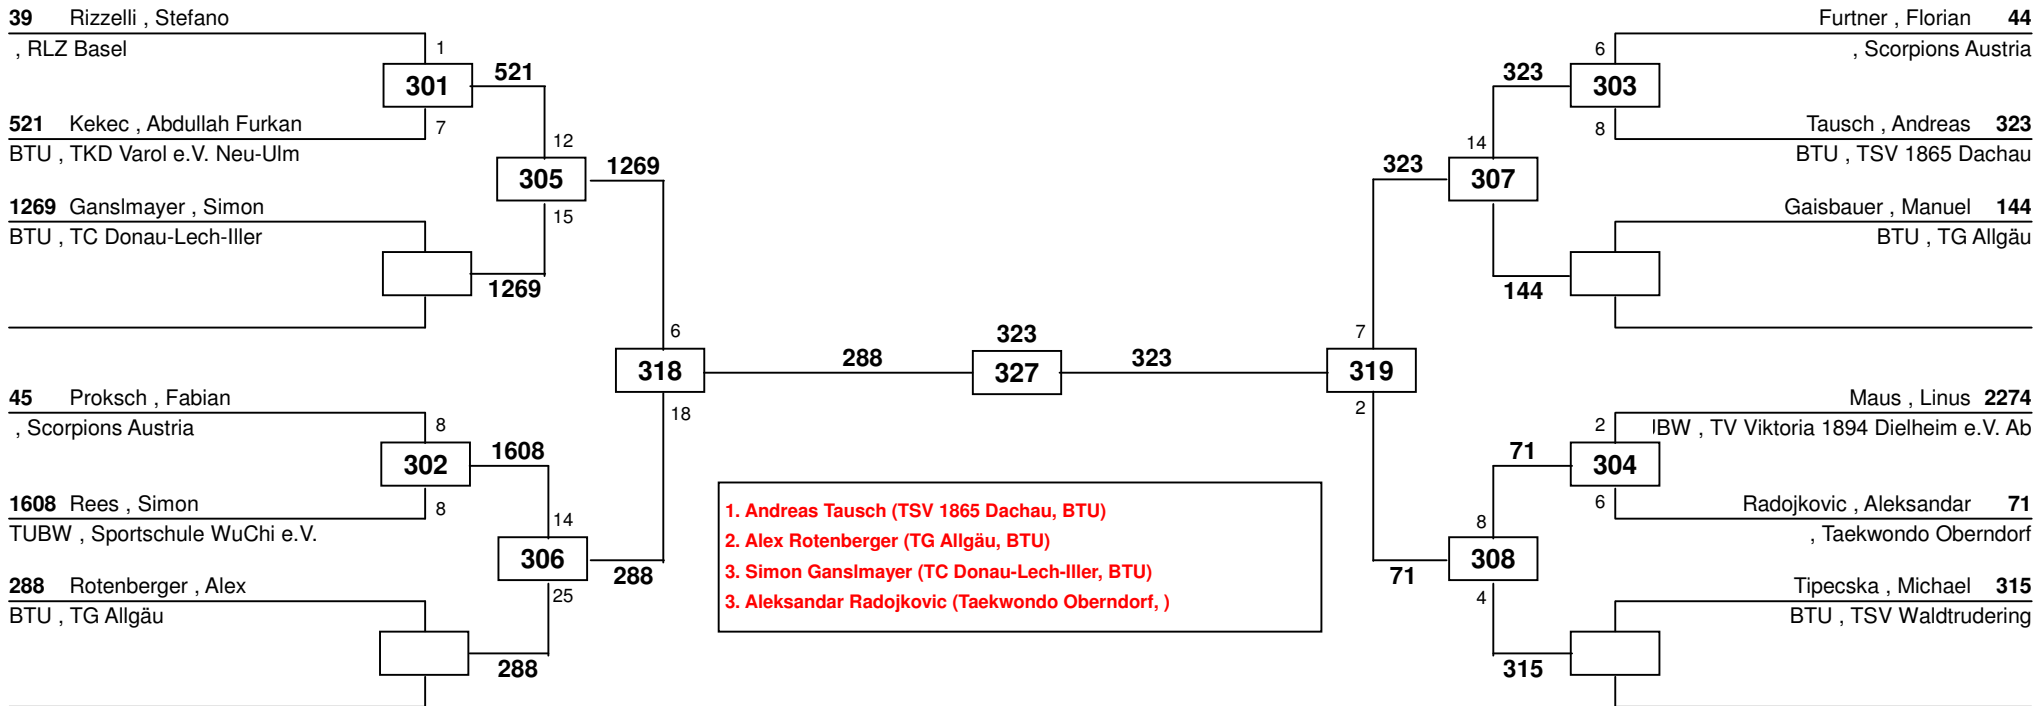 39 Rizzelli , Stefano
, RLZ Basel
1
301
521
7
521 Kekec , Abdullah Furkan
BTU , TKD Varol e.V. Neu-Ulm
12
305
1269
15
1269 Ganslmayer , Simon
BTU , TC Donau-Lech-Iller
1269
6
318
288
18
45 Proksch , Fabian
, Scorpions Austria
8
302
1608
8
1608 Rees , Simon
TUBW , Sportschule WuChi e.V.
14
306
288
25
288 Rotenberger , Alex
BTU , TG Allgäu
288
323
327
323
1. Andreas Tausch (TSV 1865 Dachau, BTU)
2. Alex Rotenberger (TG Allgäu, BTU)
3. Simon Ganslmayer (TC Donau-Lech-Iller, BTU)
3. Aleksandar Radojkovic (Taekwondo Oberndorf, )
Furtner , Florian 44
, Scorpions Austria
6
323
303
8
Tausch , Andreas 323
BTU , TSV 1865 Dachau
14
323
307
Gaisbauer , Manuel 144
BTU , TG Allgäu
144
7
319
2
Maus , Linus 2274
BW , TV Viktoria 1894 Dielheim e.V. Ab
2
71
304
6
Radojkovic , Aleksandar 71
, Taekwondo Oberndorf
8
71
308
4
Tipecska , Michael 315
BTU , TSV Waldtrudering
315